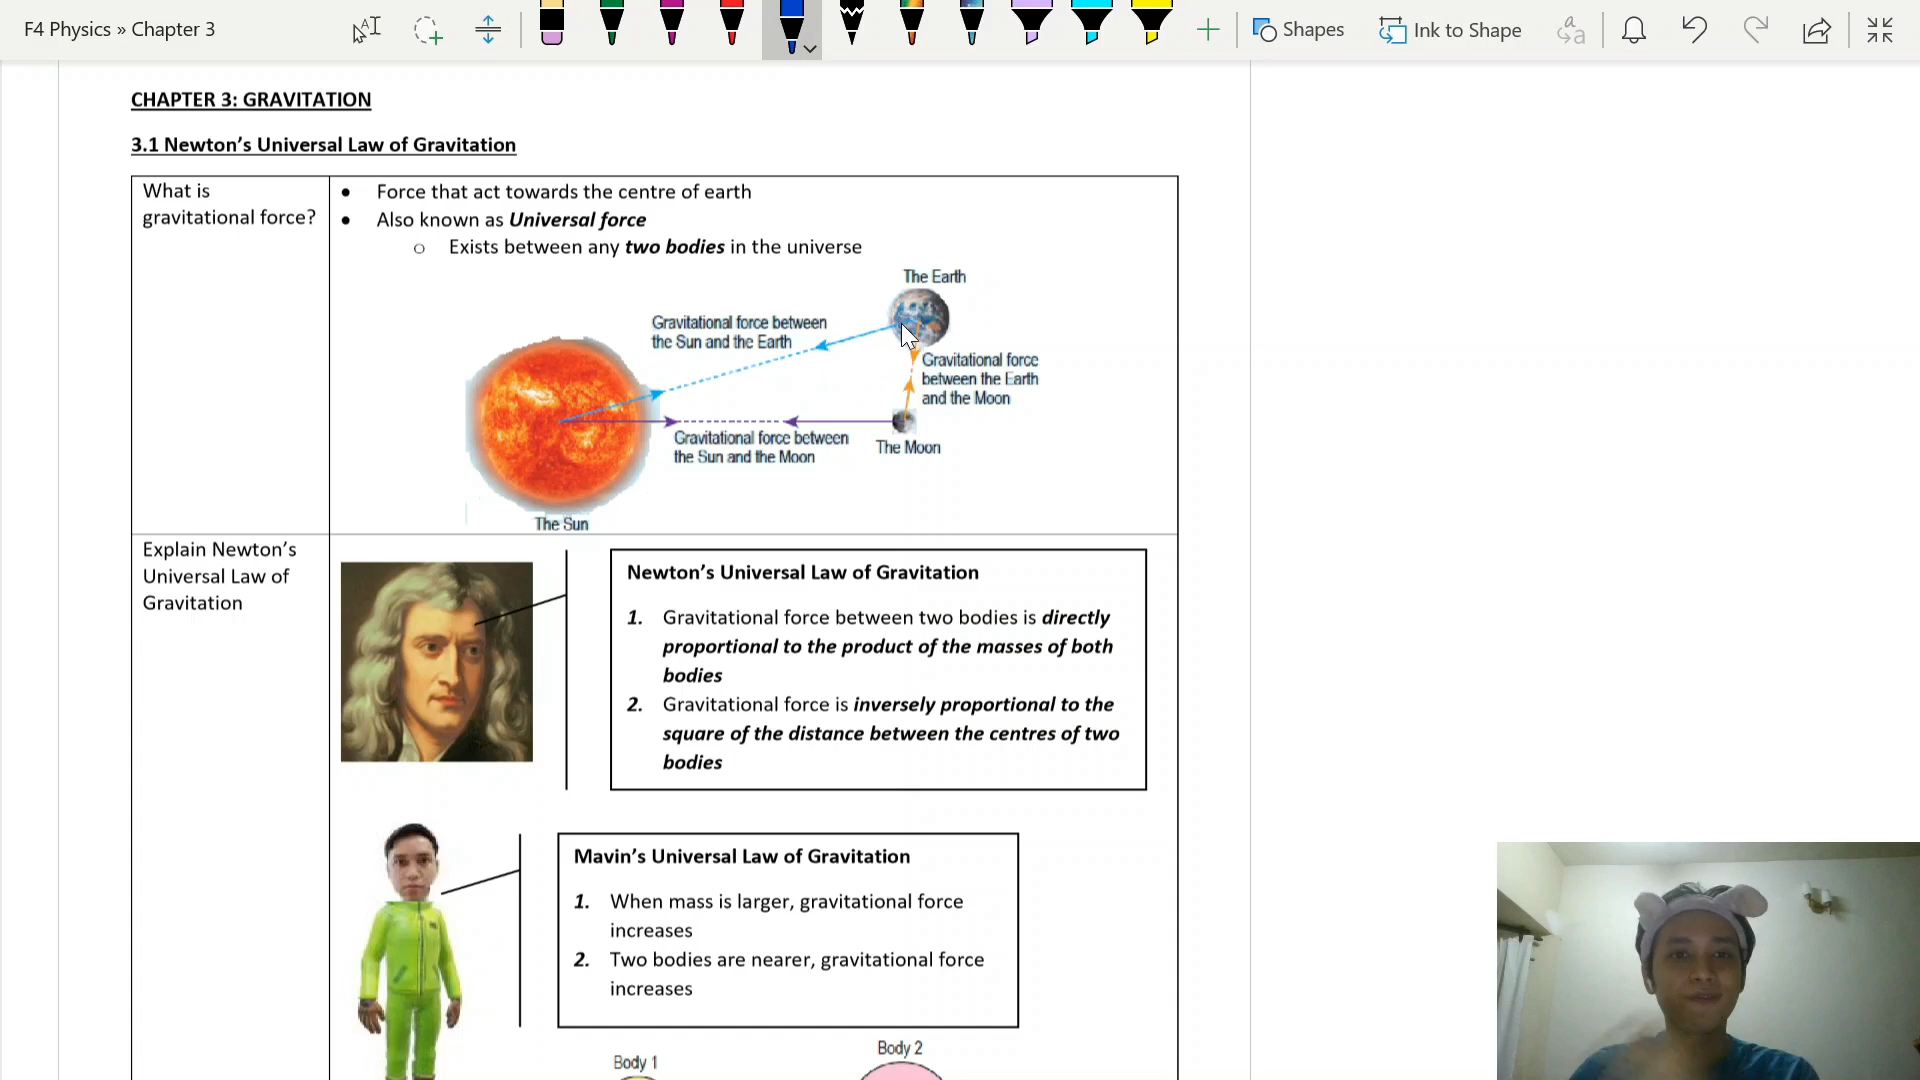 F4 Physics » Chapter 3
Shapes
Ink to Shape
CHAPTER 3: GRAVITATION
3.1 Newton's Universal Law of Gravitation
What is
gravitational force?
• Force that act towards the centre of earth
• Also known as Universal force
o Exists between any two bodies in the universe
The Earth
Gravitational force between
the Sun and the Earth
Gravitational force
between the Earth
and the Moon
Gravitational force between
the Sun and the Moon
The Moon
The Sun
Explain Newton's
Universal Law of
Gravitation
Newton's Universal Law of Gravitation
1. Gravitational force between two bodies is directly
proportional to the product of the masses of both
bodies
2. Gravitational force is inversely proportional to the
square of the distance between the centres of two
bodies
Mavin's Universal Law of Gravitation
1. When mass is larger, gravitational force
increases
2. Two bodies are nearer, gravitational force
increases
Body 1
Body 2